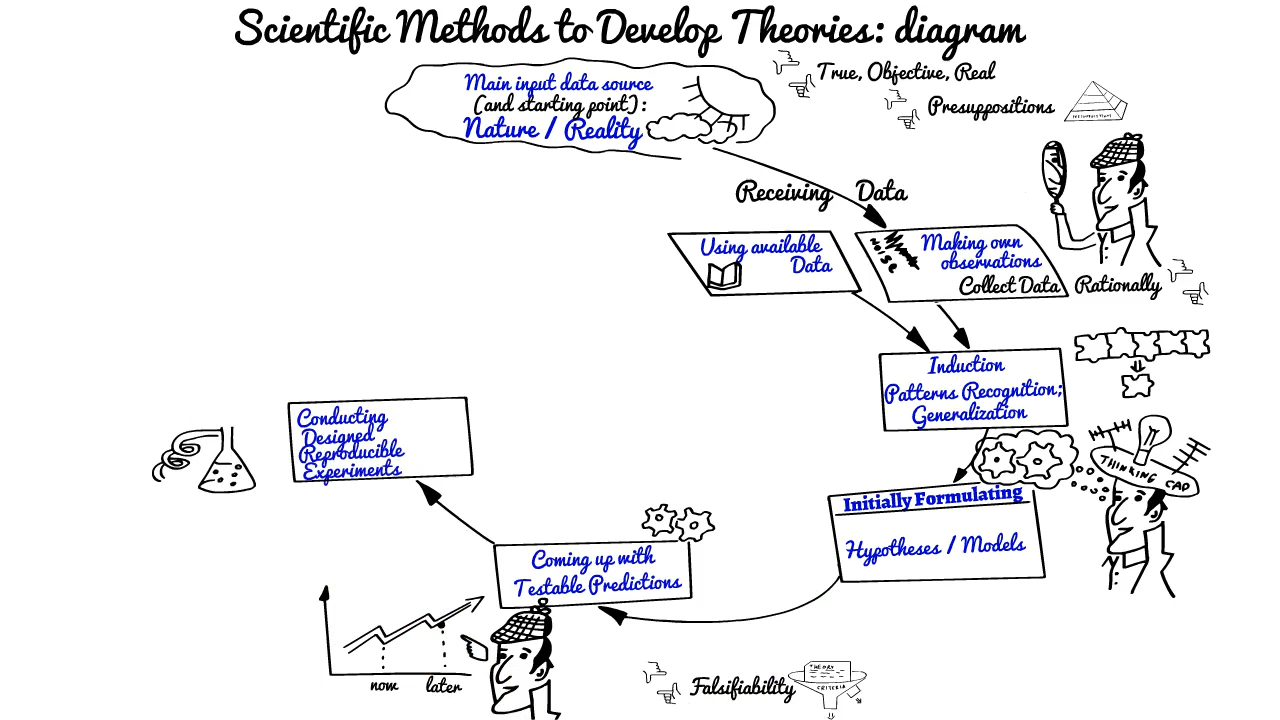 Scientific Methods to Develop Theories: diagram
Main input data source
(and starting point):
Nature / Reality
True, Objective, Real
Presuppositions
PRESUPPOSITIONS
Receiving Data
Using available
Data
NOISE
Making own
observations
Collect Data
Rationally
Induction
Patterns Recognition;
Generalization
THINKING CAP
Initially Formulating
Hypotheses / Models
Conducting
Designed
Reproducible
Experiments
Coming up with
Testable Predictions
now
later
Falsifiability
THEORY
CRITERIA